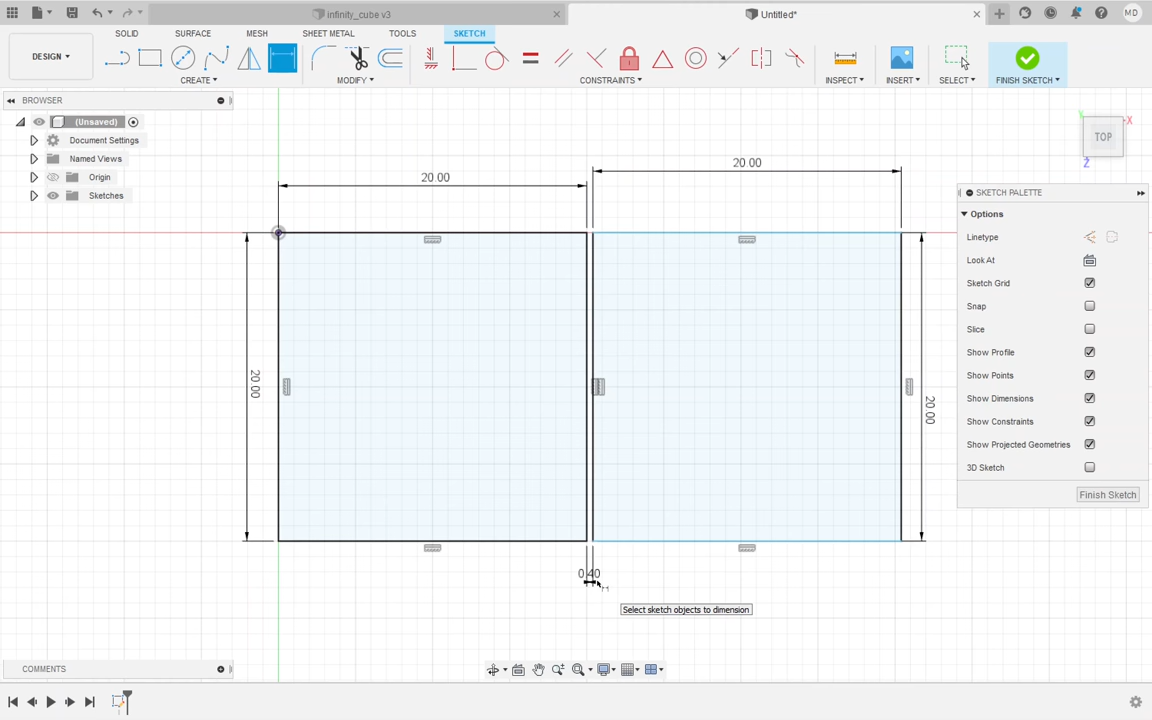 infinity_cube v3
Untitled*
MD
DESIGN
SOLID
SURFACE
MESH
SHEET METAL
TOOLS
SKETCH
CREATE
MODIFY
CONSTRAINTS
INSPECT
INSERT
SELECT
FINISH SKETCH
BROWSER
(Unsaved)
Document Settings
Named Views
Origin
Sketches
Y
X
TOP
Z
20.00
20.00
20.00
20.00
0.40
Select sketch objects to dimension
SKETCH PALETTE
Options
Linetype
Look At
Sketch Grid
Snap
Slice
Show Profile
Show Points
Show Dimensions
Show Constraints
Show Projected Geometries
3D Sketch
Finish Sketch
COMMENTS